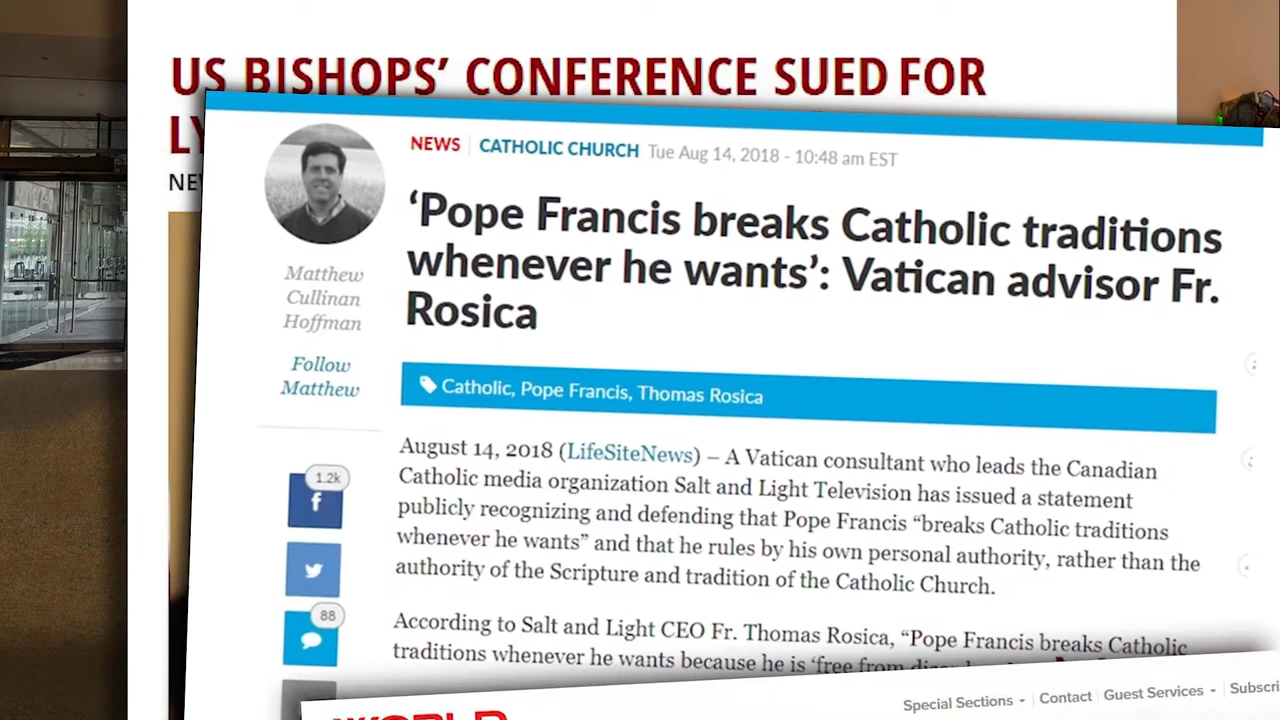 US BISHOPS’ CONFERENCE SUED FOR
NEWS | CATHOLIC CHURCH Tue Aug 14, 2018 - 10:48 am EST
‘Pope Francis breaks Catholic traditions
whenever he wants’: Vatican advisor Fr.
Rosica
Matthew
Cullinan
Hoffman
Follow
Matthew
Catholic, Pope Francis, Thomas Rosica
August 14, 2018 (LifeSiteNews) – A Vatican consultant who leads the Canadian
Catholic media organization Salt and Light Television has issued a statement
publicly recognizing and defending that Pope Francis “breaks Catholic traditions
whenever he wants” and that he rules by his own personal authority, rather than the
authority of the Scripture and tradition of the Catholic Church.
1.2k
88
According to Salt and Light CEO Fr. Thomas Rosica, “Pope Francis breaks Catholic
traditions whenever he wants because he is ‘free from
Special Sections Contact Guest Services
WORLD